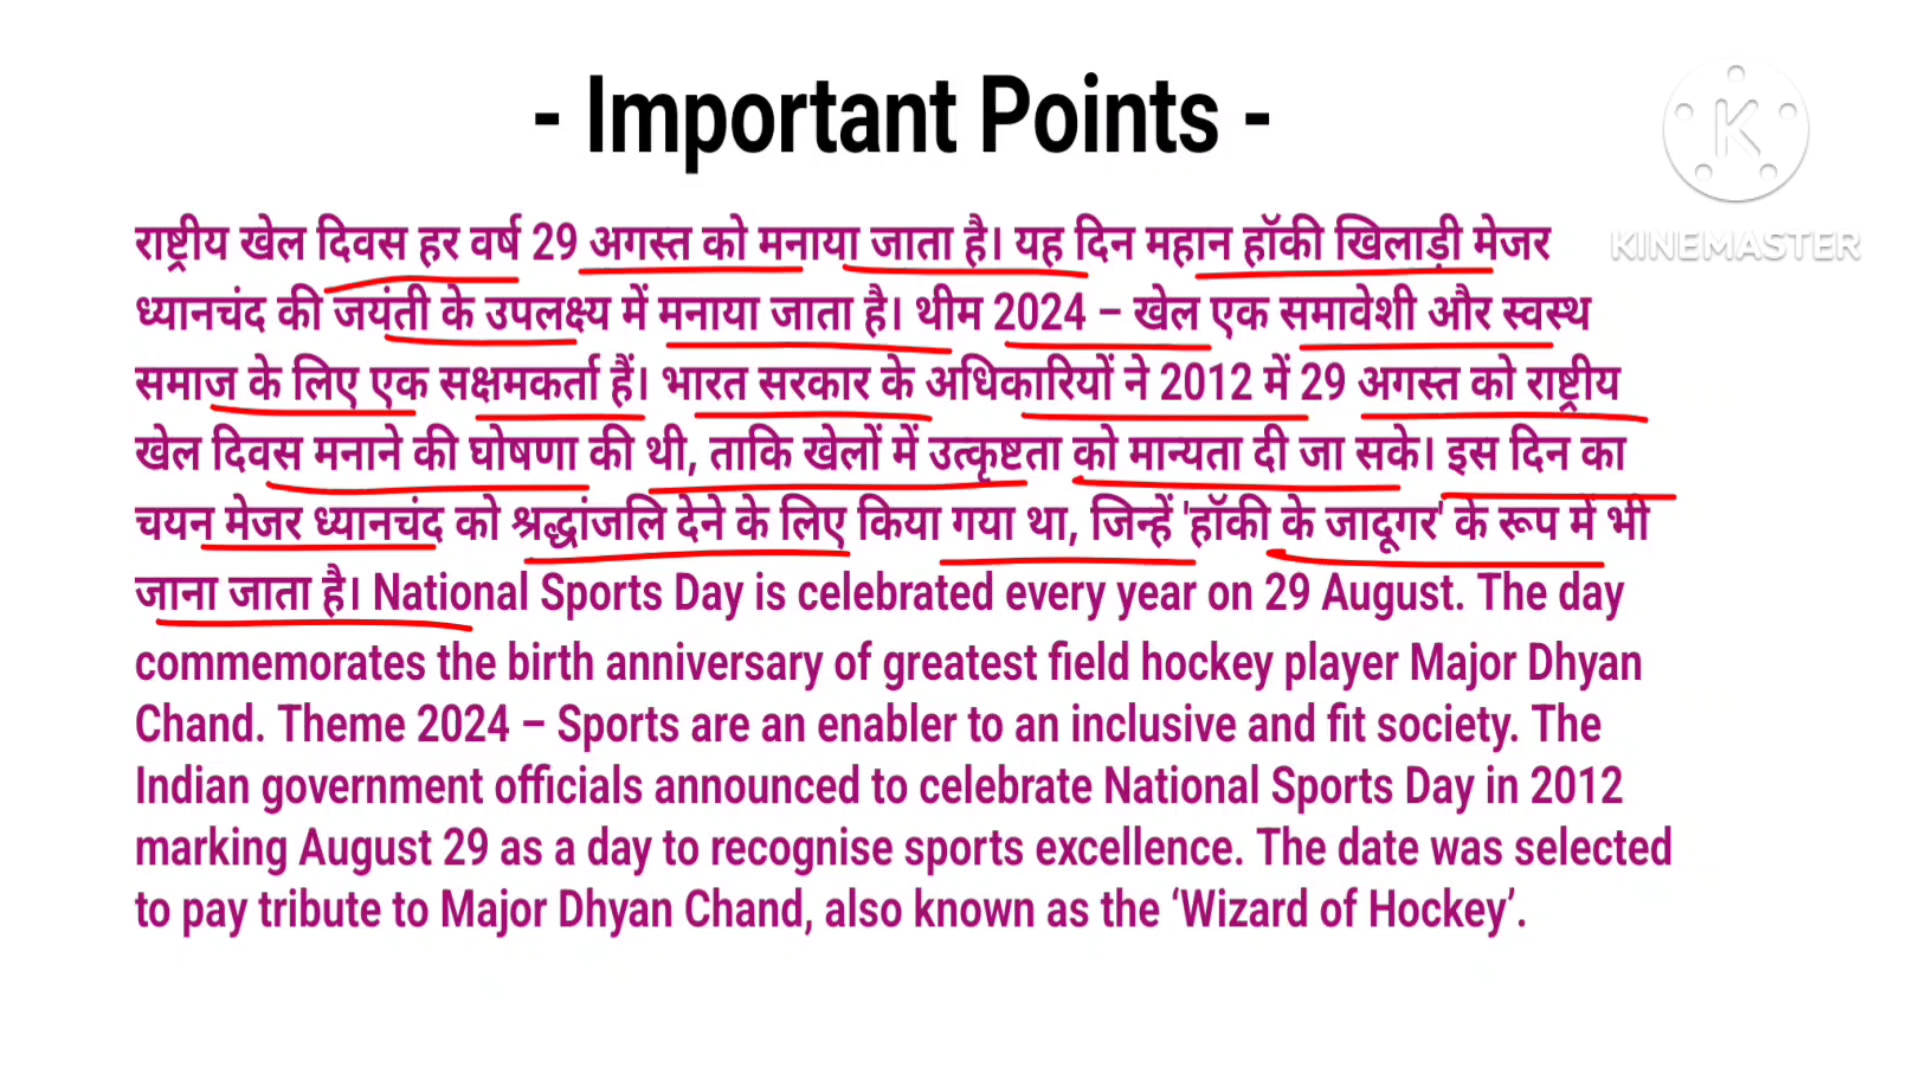 - Important Points -
KINEMASTER
राष्ट्रीय खेल दिवस हर वर्ष 29 अगस्त को मनाया जाता है। यह दिन महान हॉकी खिलाड़ी मेजर
ध्यानचंद की जयंती के उपलक्ष्य में मनाया जाता है। थीम 2024 – खेल एक समावेशी और स्वस्थ
समाज के लिए एक सक्षमकर्ता हैं। भारत सरकार के अधिकारियों ने 2012 में 29 अगस्त को राष्ट्रीय
खेल दिवस मनाने की घोषणा की थी, ताकि खेलों में उत्कृष्टता को मान्यता दी जा सके। इस दिन का
चयन मेजर ध्यानचंद को श्रद्धांजलि देने के लिए किया गया था, जिन्हें 'हॉकी के जादूगर' के रूप में भी
जाना जाता है। National Sports Day is celebrated every year on 29 August. The day
commemorates the birth anniversary of greatest field hockey player Major Dhyan
Chand. Theme 2024 – Sports are an enabler to an inclusive and fit society. The
Indian government officials announced to celebrate National Sports Day in 2012
marking August 29 as a day to recognise sports excellence. The date was selected
to pay tribute to Major Dhyan Chand, also known as the ‘Wizard of Hockey’.